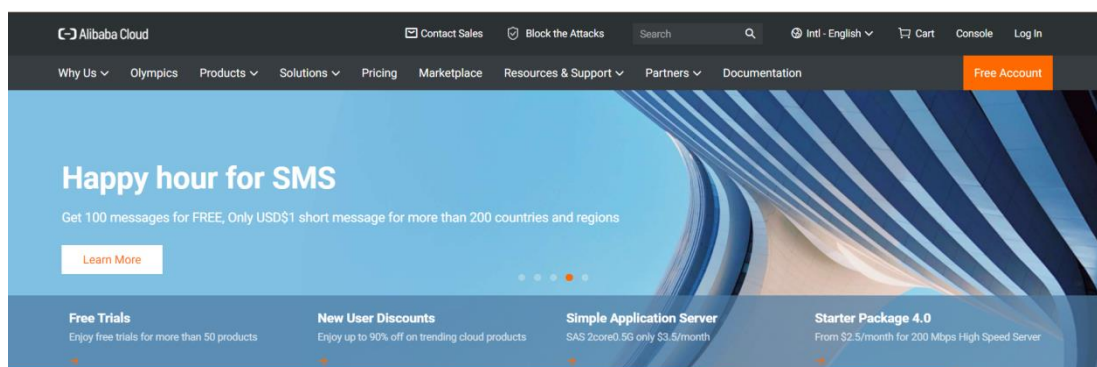 Alibaba Cloud
Contact Sales Block the Attacks Search Intl - English Cart Console Log In
Why Us Olympics Products Solutions Pricing Marketplace Resources & Support Partners Documentation Free Account
Happy hour for SMS
Get 100 messages for FREE, Only USD$1 short message for more than 200 countries and regions
Learn More
Free Trials
Enjoy free trials for more than 50 products
New User Discounts
Enjoy up to 90% off on trending cloud products
Simple Application Server
SAS 2core0.5G only $3.5/month
Starter Package 4.0
From $2.5/month for 200 Mbps High Speed Server